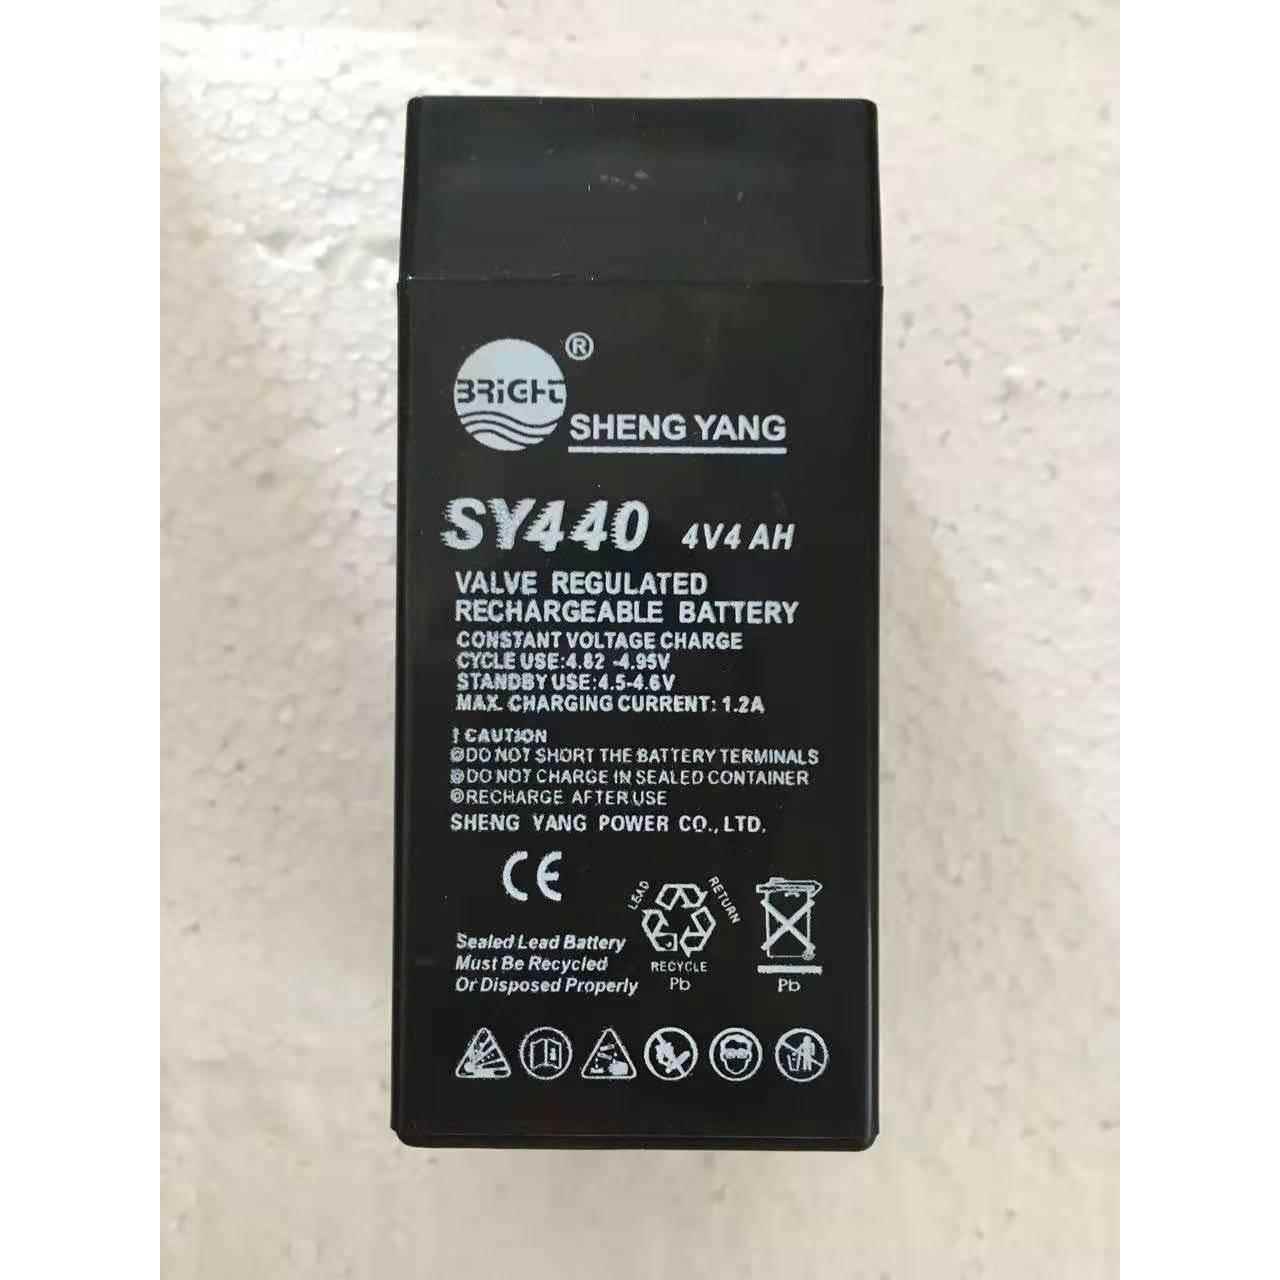 BRIGHT ®
SHENG YANG
SY440 4V4 AH
VALVE REGULATED
RECHARGEABLE BATTERY
CONSTANT VOLTAGE CHARGE
CYCLE USE:4.82 -4.95V
STANDBY USE:4.5-4.6V
MAX. CHARGING CURRENT: 1.2A
! CAUTION
◎DO NOT SHORT THE BATTERY TERMINALS
◎DO NOT CHARGE IN SEALED CONTAINER
◎RECHARGE AFTER USE
SHENG YANG POWER CO., LTD.
CE
LEAD RETURN
RECYCLE
Pb
Pb
Sealed Lead Battery
Must Be Recycled
Or Disposed Properly